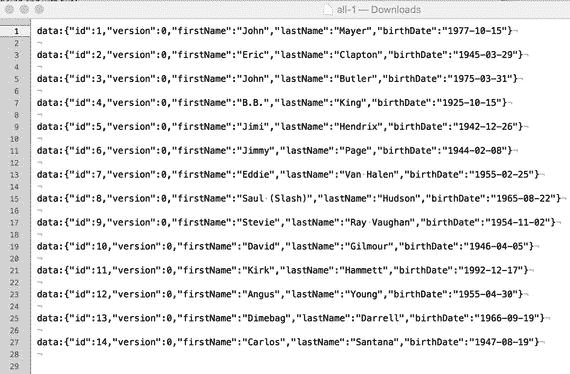 all-1 — Downloads
1 data:{"id":1,"version":0,"firstName":"John","lastName":"Mayer","birthDate":"1977-10-15"}¬
2 ¬
3 data:{"id":2,"version":0,"firstName":"Eric","lastName":"Clapton","birthDate":"1945-03-29"}¬
4 ¬
5 data:{"id":3,"version":0,"firstName":"John","lastName":"Butler","birthDate":"1975-03-31"}¬
6 ¬
7 data:{"id":4,"version":0,"firstName":"B.B.","lastName":"King","birthDate":"1925-10-15"}¬
8 ¬
9 data:{"id":5,"version":0,"firstName":"Jimi","lastName":"Hendrix","birthDate":"1942-12-26"}¬
10 ¬
11 data:{"id":6,"version":0,"firstName":"Jimmy","lastName":"Page","birthDate":"1944-02-08"}¬
12 ¬
13 data:{"id":7,"version":0,"firstName":"Eddie","lastName":"Van Halen","birthDate":"1955-02-25"}¬
14 ¬
15 data:{"id":8,"version":0,"firstName":"Saul (Slash)","lastName":"Hudson","birthDate":"1965-08-22"}¬
16 ¬
17 data:{"id":9,"version":0,"firstName":"Stevie","lastName":"Ray Vaughan","birthDate":"1954-11-02"}¬
18 ¬
19 data:{"id":10,"version":0,"firstName":"David","lastName":"Gilmour","birthDate":"1946-04-05"}¬
20 ¬
21 data:{"id":11,"version":0,"firstName":"Kirk","lastName":"Hammett","birthDate":"1992-12-17"}¬
22 ¬
23 data:{"id":12,"version":0,"firstName":"Angus","lastName":"Young","birthDate":"1955-04-30"}¬
24 ¬
25 data:{"id":13,"version":0,"firstName":"Dimebag","lastName":"Darrell","birthDate":"1966-09-19"}¬
26 ¬
27 data:{"id":14,"version":0,"firstName":"Carlos","lastName":"Santana","birthDate":"1947-08-19"}¬
28 ¬
29